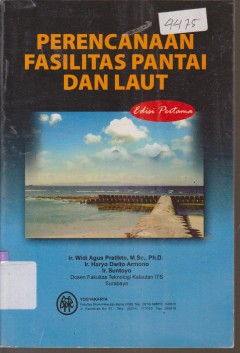 9475
PERENCANAAN
FASILITAS PANTAI
DAN LAUT
Edisi Pertama
Ir. Widi Agus Pratikto, M.Sc., Ph.D.
Ir. Haryo Dwito Armono
Ir. Suntoyo
Dosen Fakultas Teknologi Kelautan ITS
Surabaya
YOGYAKARTA